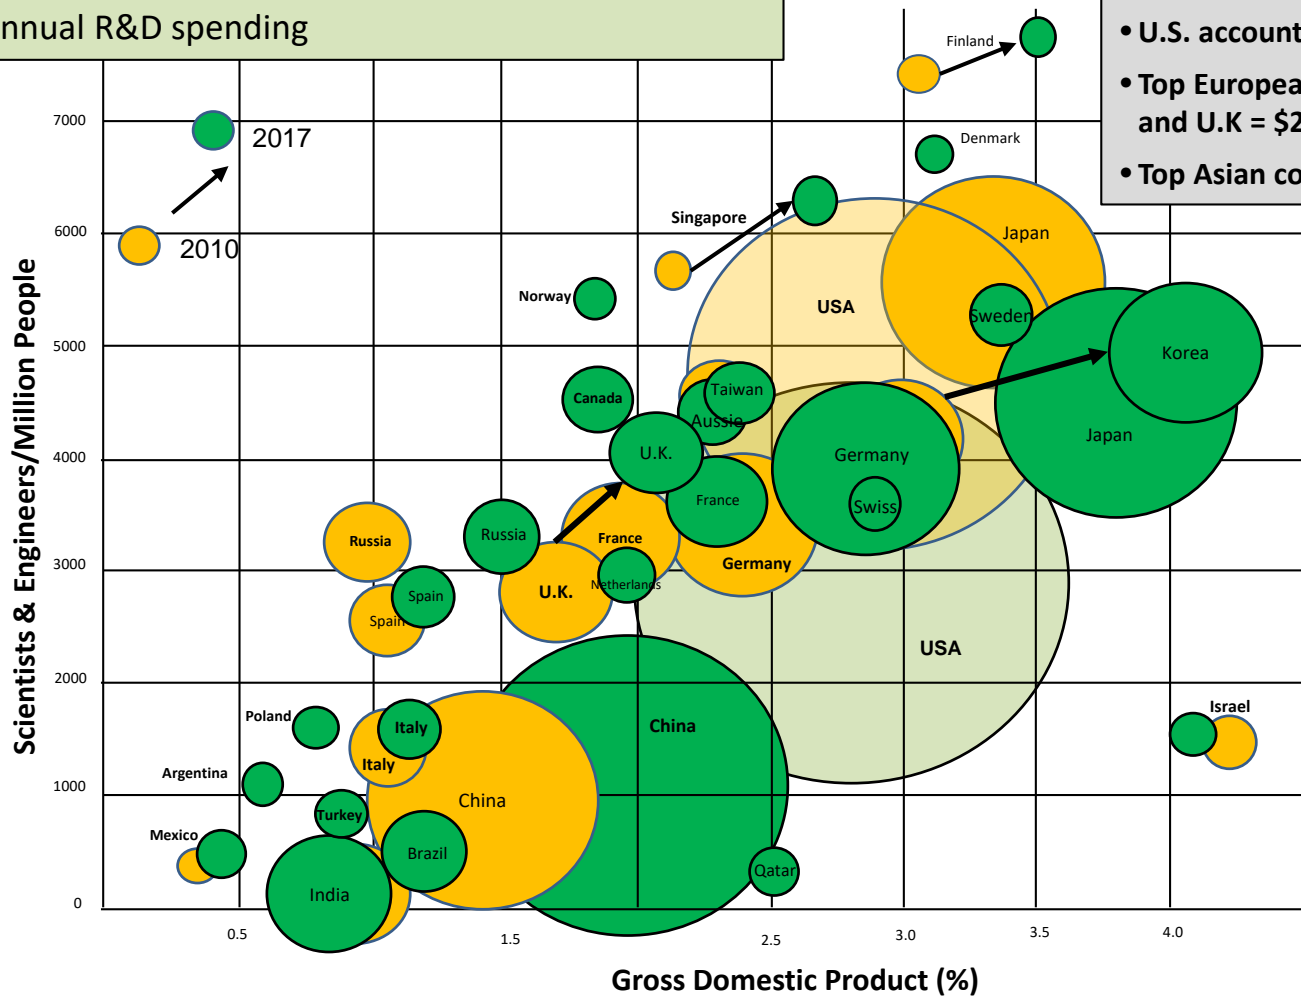 nnual R&D spending
• U.S. account
• Top Europea
and U.K = $2
• Top Asian co
Finland
7000
2017
Denmark
Singapore
6000
Japan
2010
Norway
USA
Sweden
5000
Korea
Taiwan
Canada
Aussie
Japan
4000
U.K.
Germany
France
Swiss
Russia
Russia
France
3000
Germany
Netherlands
U.K.
Spain
Spain
USA
2000
Poland
Italy
China
Israel
Italy
Argentina
1000
China
Turkey
Mexico
Brazil
Qatar
India
0
0.5
1.5
2.5
3.0
3.5
4.0
Scientists & Engineers/Million People
Gross Domestic Product (%)